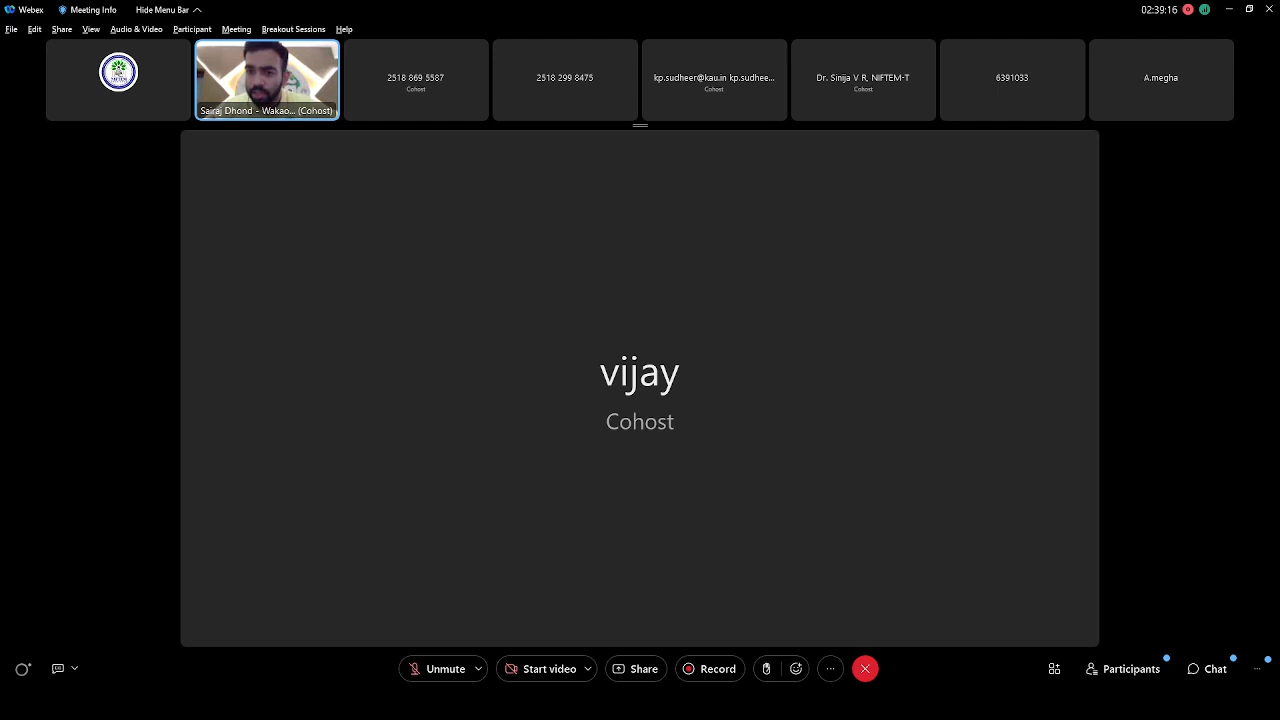 Webex Meeting Info Hide Menu Bar 02:39:16
File Edit Share View Audio & Video Participant Meeting Breakout Sessions Help
Sairaj Dhond - Wakao... (Cohost)
2518 869 5587
Cohost
2518 299 8475
kp.sudheer@kau.in kp.sudhee...
Cohost
Dr. Sinija V R, NIFTEM-T
Cohost
6391033
A.megha
vijay
Cohost
Unmute Start video Share Record Participants Chat